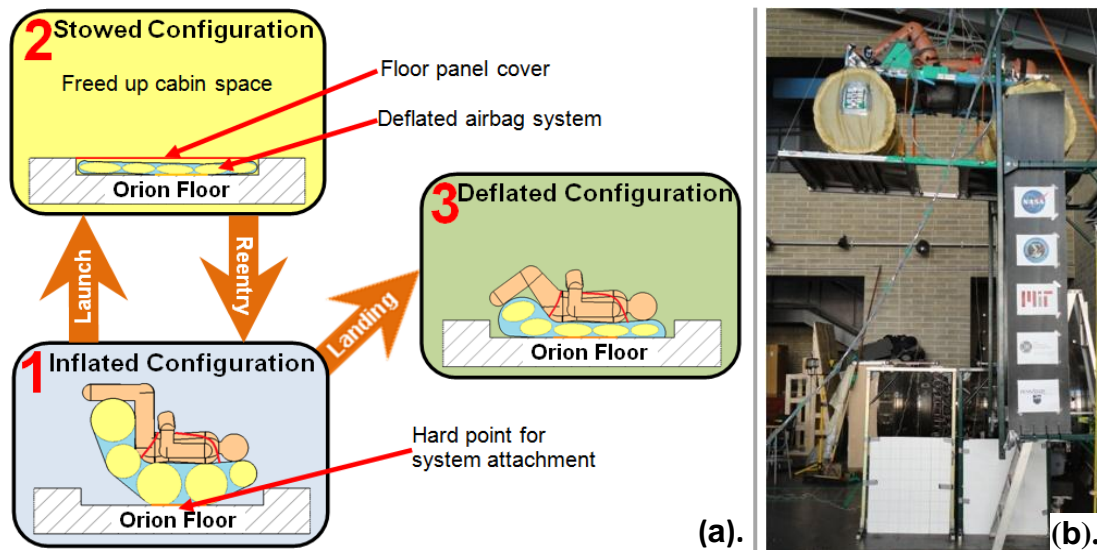 2 Stowed Configuration
Freed up cabin space
Floor panel cover
Deflated airbag system
Orion Floor
Launch
Reentry
3 Deflated Configuration
Orion Floor
Landing
1 Inflated Configuration
Hard point for
system attachment
Orion Floor
(a).
NASA
MIT
(b).